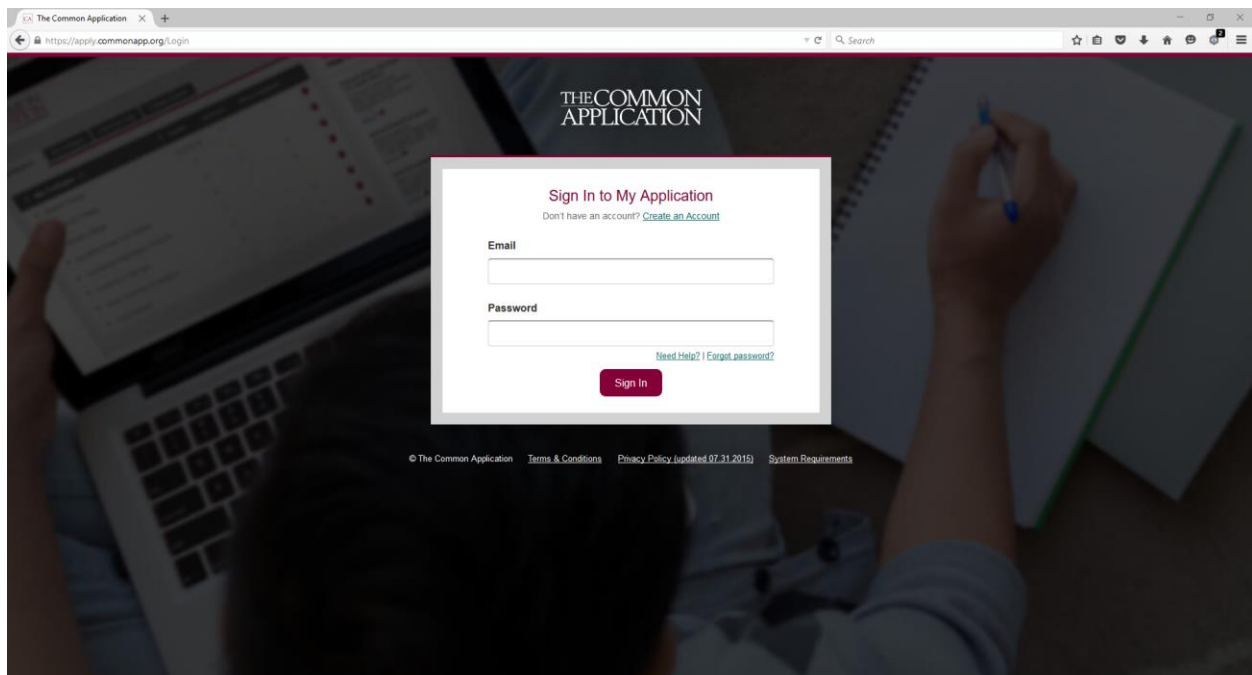 The Common Application
https://apply.commonapp.org/Login
Search
2
THE COMMON
APPLICATION
Sign In to My Application
Don't have an account? Create an Account
Email
Password
Need Help? | Forgot password?
Sign In
© The Common Application Terms & Conditions Privacy Policy (updated 07.31.2015) System Requirements